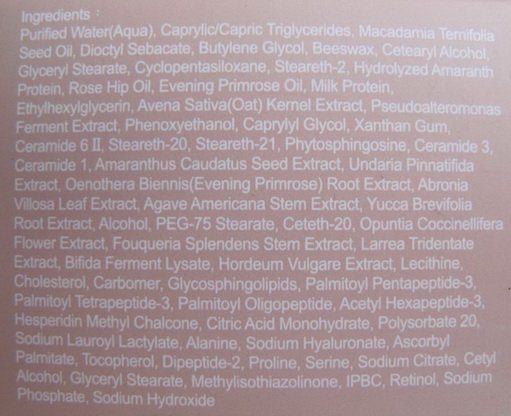 Ingredients :
Purified Water(Aqua), Caprylic/Capric Triglycerides, Macadamia Ternifolia
Seed Oil, Dioctyl Sebacate, Butylene Glycol, Beeswax, Cetearyl Alcohol,
Glyceryl Stearate, Cyclopentasiloxane, Steareth-2, Hydrolyzed Amaranth
Protein, Rose Hip Oil, Evening Primrose Oil, Milk Protein,
Ethylhexylglycerin, Avena Sativa(Oat) Kernel Extract, Pseudoalteromonas
Ferment Extract, Phenoxyethanol, Caprylyl Glycol, Xanthan Gum,
Ceramide 6 Ⅱ, Steareth-20, Steareth-21, Phytosphingosine, Ceramide 3,
Ceramide 1, Amaranthus Caudatus Seed Extract, Undaria Pinnatifida
Extract, Oenothera Biennis(Evening Primrose) Root Extract, Abronia
Villosa Leaf Extract, Agave Americana Stem Extract, Yucca Brevifolia
Root Extract, Alcohol, PEG-75 Stearate, Ceteth-20, Opuntia Coccinellifera
Flower Extract, Fouqueria Splendens Stem Extract, Larrea Tridentate
Extract, Bifida Ferment Lysate, Hordeum Vulgare Extract, Lecithine,
Cholesterol, Carbomer, Glycosphingolipids, Palmitoyl Pentapeptide-3,
Palmitoyl Tetrapeptide-3, Palmitoyl Oligopeptide, Acetyl Hexapeptide-3,
Hesperidin Methyl Chalcone, Citric Acid Monohydrate, Polysorbate 20,
Sodium Lauroyl Lactylate, Alanine, Sodium Hyaluronate, Ascorbyl
Palmitate, Tocopherol, Dipeptide-2, Proline, Serine, Sodium Citrate, Cetyl
Alcohol, Glyceryl Stearate, Methylisothiazolinone, IPBC, Retinol, Sodium
Phosphate, Sodium Hydroxide